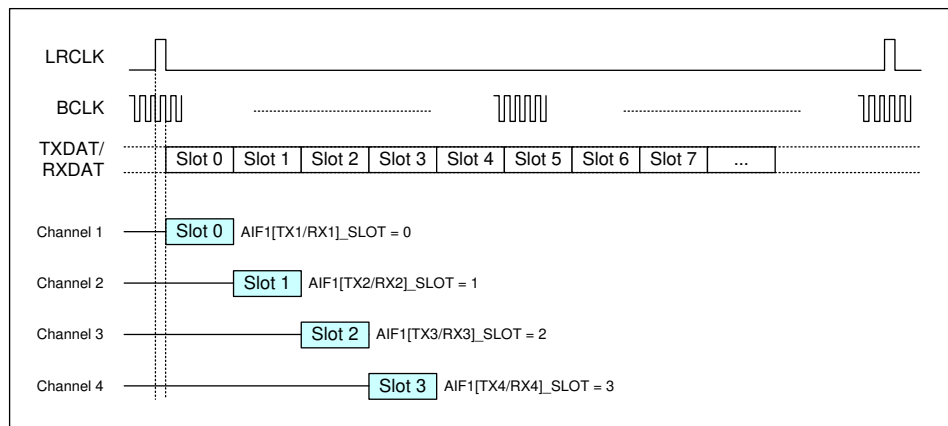 LRCLK
BCLK
TXDAT/
RXDAT
Slot 0 Slot 1 Slot 2 Slot 3 Slot 4 Slot 5 Slot 6 Slot 7 ...
Channel 1 Slot 0 AIF1[TX1/RX1]_SLOT = 0
Channel 2 Slot 1 AIF1[TX2/RX2]_SLOT = 1
Channel 3 Slot 2 AIF1[TX3/RX3]_SLOT = 2
Channel 4 Slot 3 AIF1[TX4/RX4]_SLOT = 3